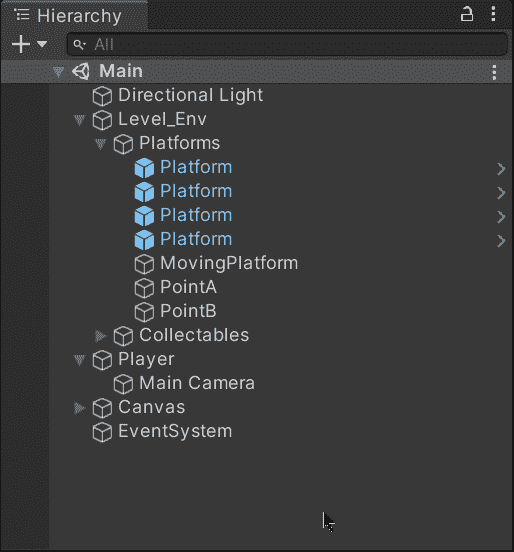 Hierarchy
All
Main
Directional Light
Level_Env
Platforms
Platform
Platform
Platform
Platform
MovingPlatform
PointA
PointB
Collectables
Player
Main Camera
Canvas
EventSystem